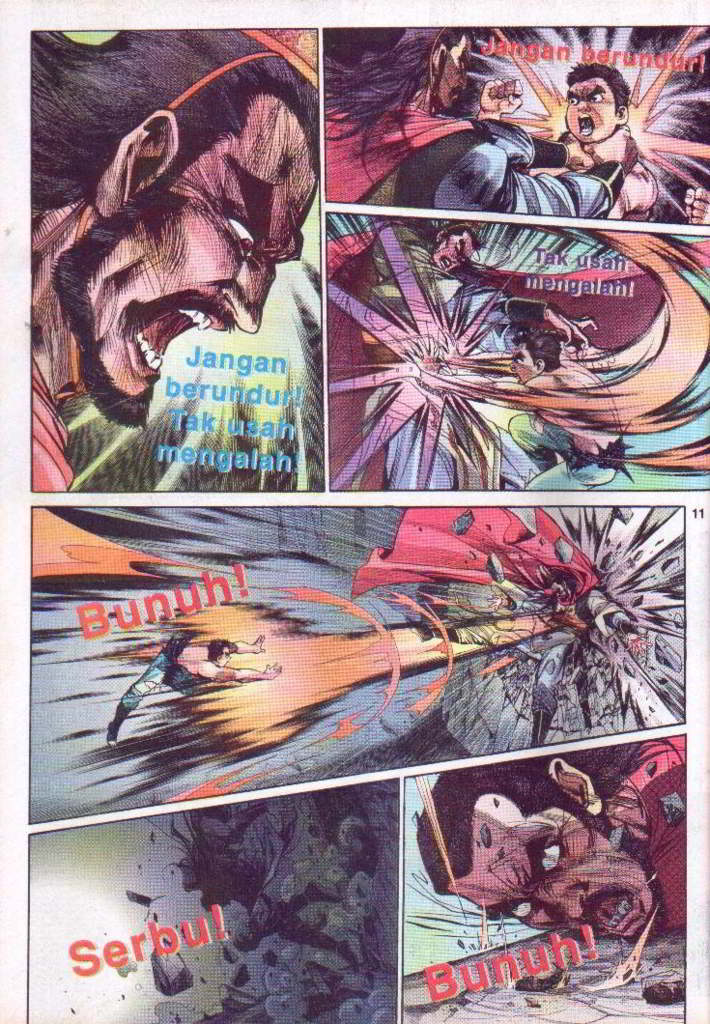 Jangan
berundur!
Tak usah
mengalah!
Jangan berundur!
Tak usah
mengalah!
11
Bunuh!
Serbu!
Bunuh!